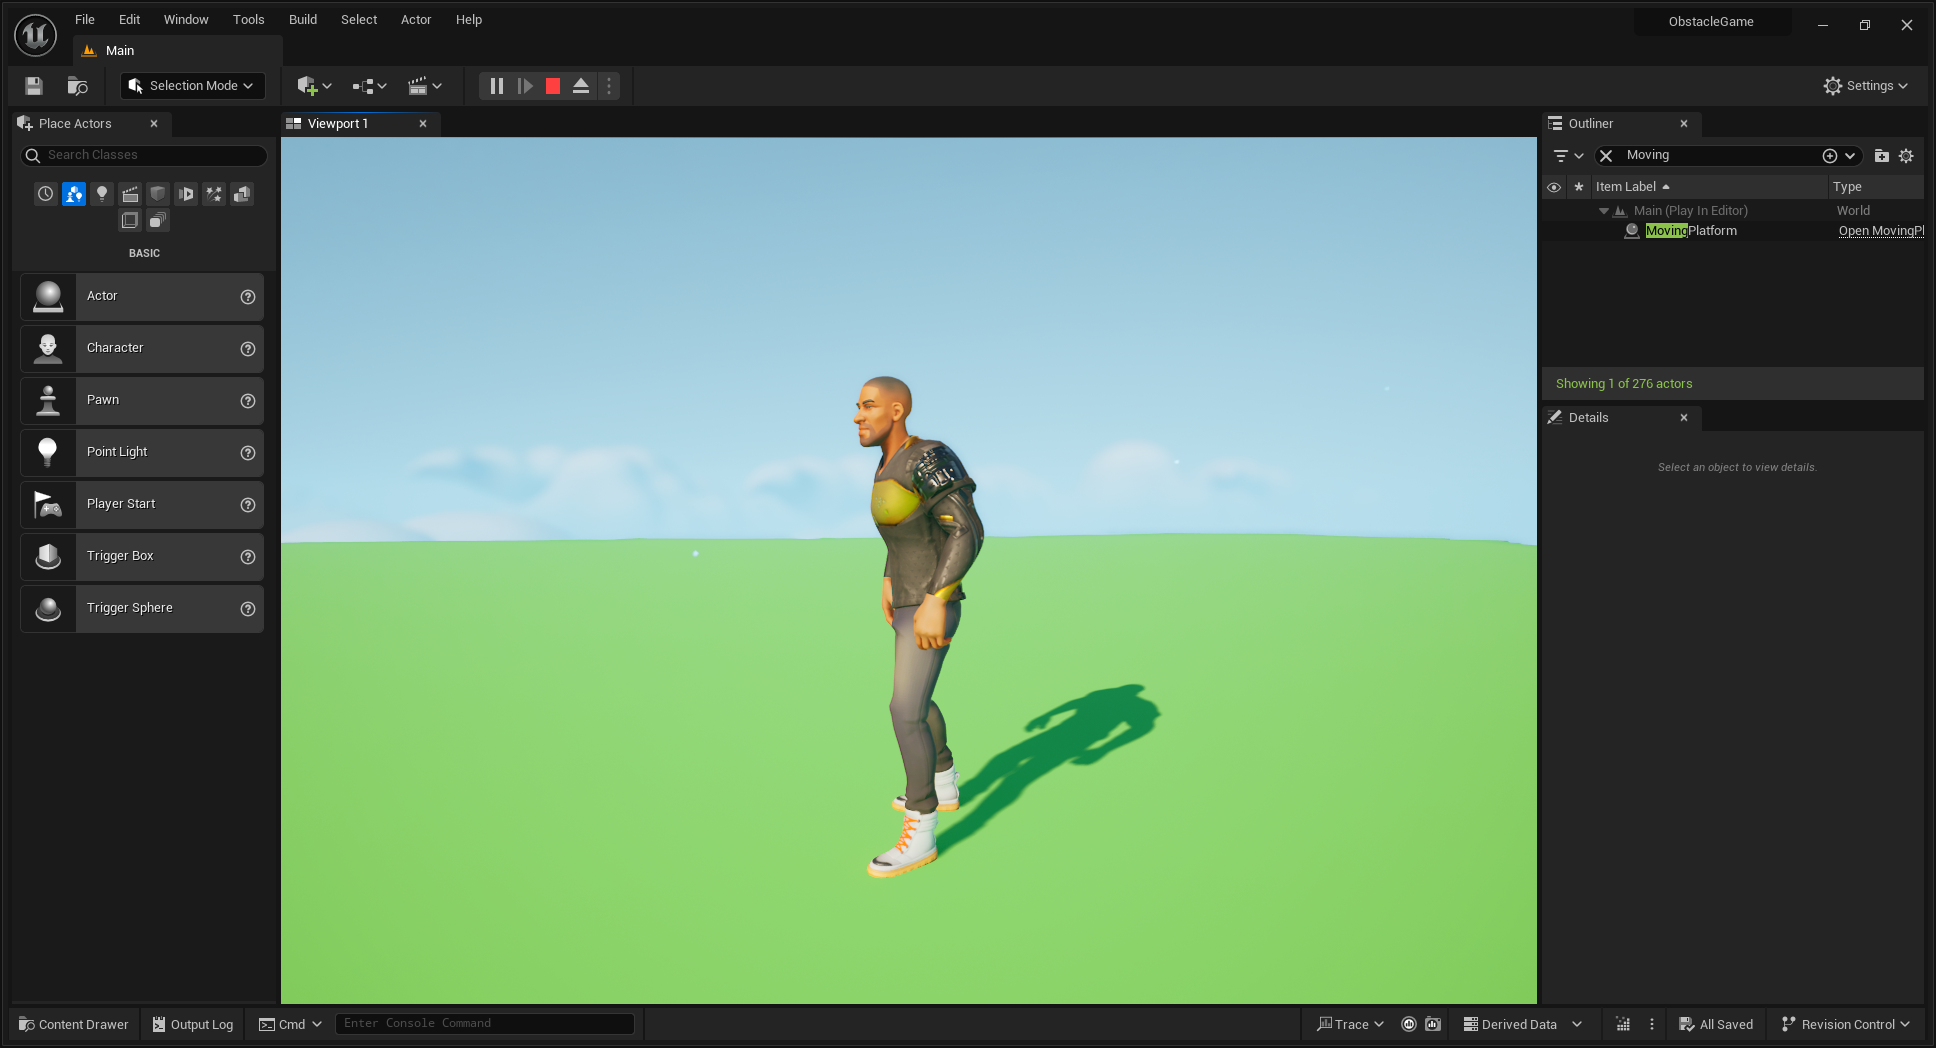 File Edit Window Tools Build Select Actor Help
ObstacleGame
Main
Selection Mode
Settings
Place Actors
Viewport 1
Outliner
Search Classes
Moving
Item Label Type
Main (Play In Editor) World
MovingPlatform Open MovingPl
BASIC
Actor
Character
Pawn
Point Light
Player Start
Trigger Box
Trigger Sphere
Showing 1 of 276 actors
Details
Select an object to view details.
Content Drawer Output Log Cmd Enter Console Command Trace Derived Data All Saved Revision Control